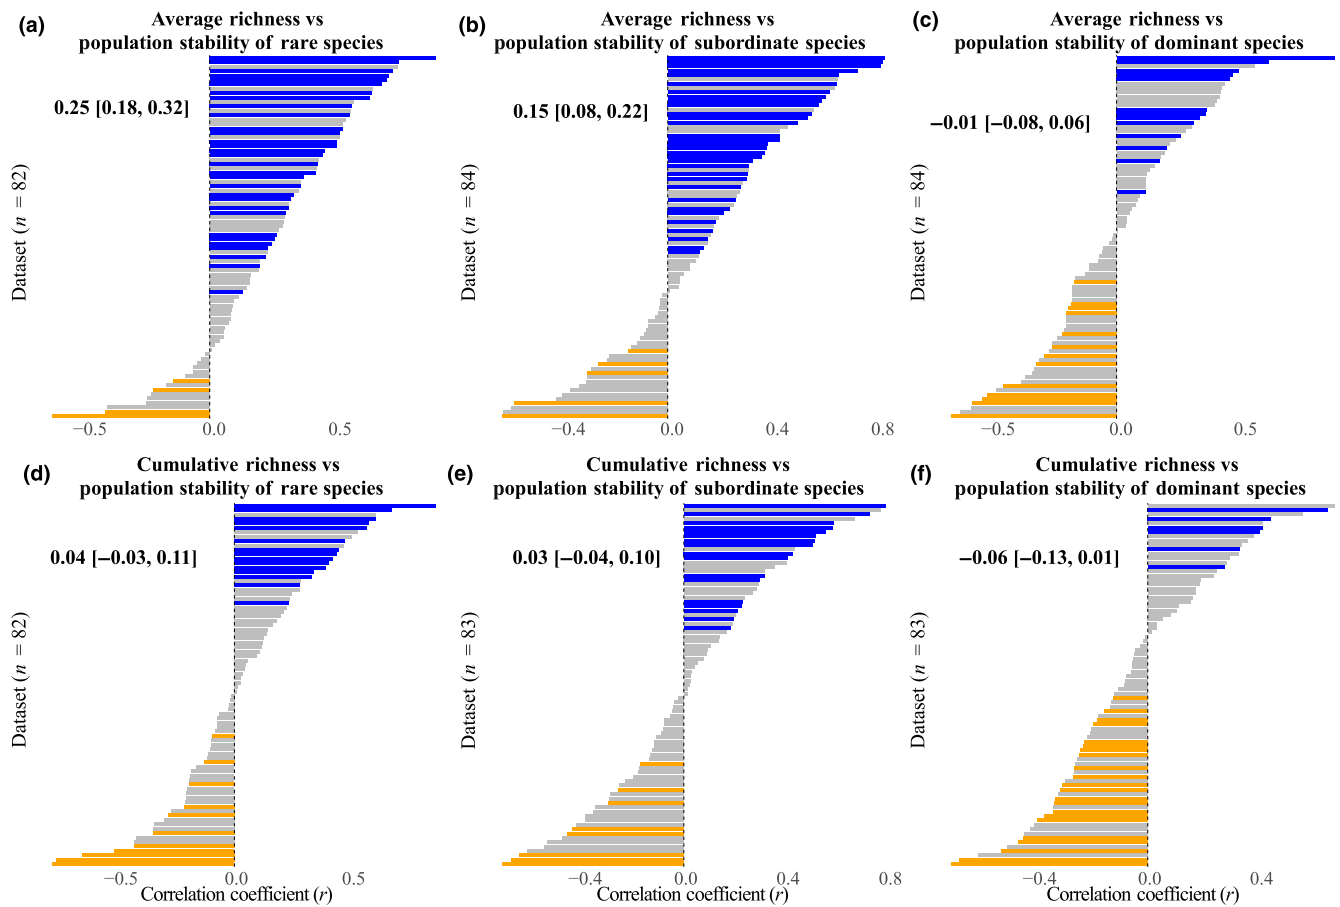 (a)
Average richness vs
population stability of rare species
0.25 [0.18, 0.32]
Dataset (n = 82)
−0.5
0.0
0.5
(b)
Average richness vs
population stability of subordinate species
0.15 [0.08, 0.22]
Dataset (n = 84)
−0.4
0.0
0.4
0.8
(c)
Average richness vs
population stability of dominant species
−0.01 [−0.08, 0.06]
Dataset (n = 84)
−0.5
0.0
0.5
(d)
Cumulative richness vs
population stability of rare species
0.04 [−0.03, 0.11]
Dataset (n = 82)
−0.5
0.0
0.5
Correlation coefficient (r)
(e)
Cumulative richness vs
population stability of subordinate species
0.03 [−0.04, 0.10]
Dataset (n = 83)
−0.4
0.0
0.4
0.8
Correlation coefficient (r)
(f)
Cumulative richness vs
population stability of dominant species
−0.06 [−0.13, 0.01]
Dataset (n = 83)
−0.4
0.0
0.4
Correlation coefficient (r)